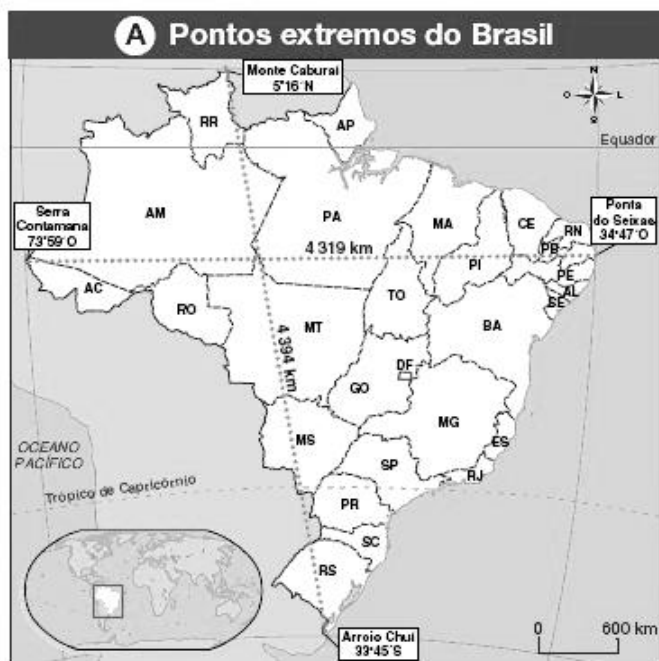 A Pontos extremos do Brasil
Monte Caburaí
5°16´N
N
O L
S
RR
AP
Equador
Serra
Contamana
73°59´O
Ponta
do Seixas
34°47´O
AM
PA
MA
CE
RN
PB
4 319 km
PI
PE
AL
SE
AC
RO
TO
MT
BA
4 394 km
DF
GO
MG
ES
MS
OCEANO
PACÍFICO
SP
RJ
Trópico de Capricórnio
PR
SC
RS
0 600 km
Arroio Chuí
33°45´S